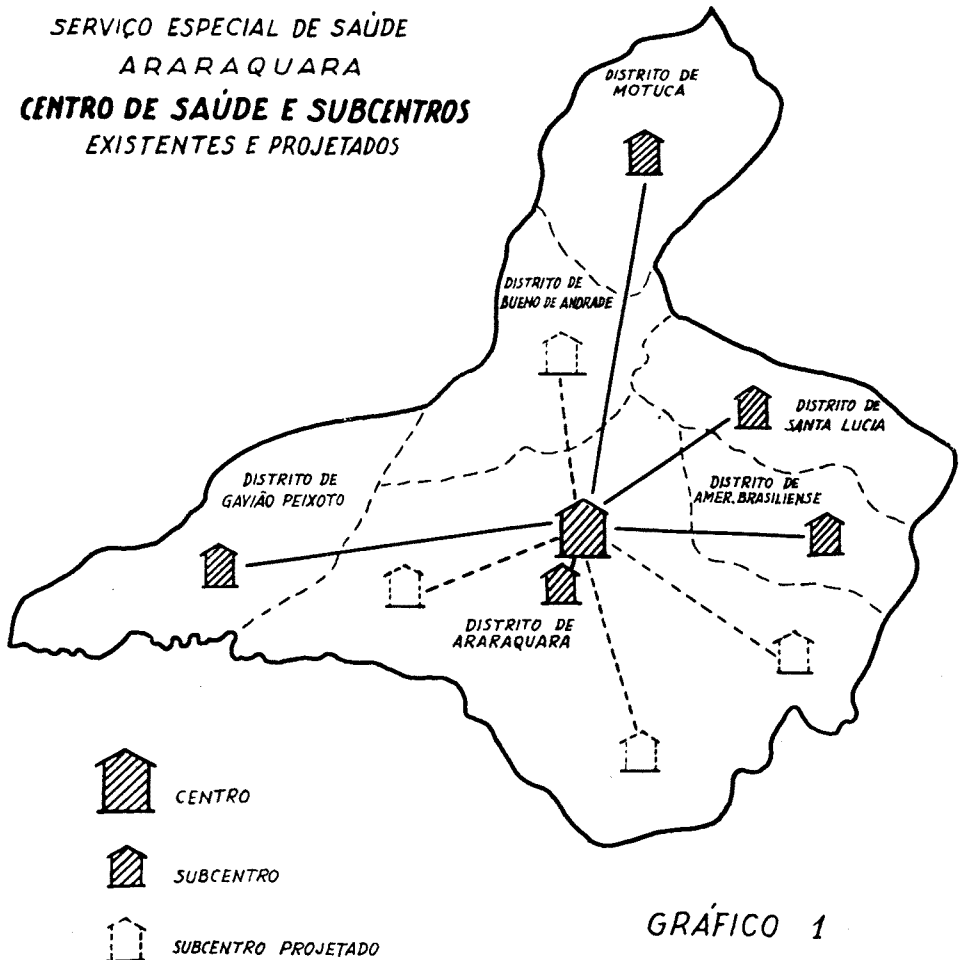 SERVIÇO ESPECIAL DE SAÚDE
ARARAQUARA
CENTRO DE SAÚDE E SUBCENTROS
EXISTENTES E PROJETADOS
DISTRITO DE
MOTUCA
DISTRITO DE
BUENO DE ANDRADE
DISTRITO DE
SANTA LUCIA
DISTRITO DE
GAVIÃO PEIXOTO
DISTRITO DE
AMER. BRASILIENSE
DISTRITO DE
ARARAQUARA
CENTRO
SUBCENTRO
SUBCENTRO PROJETADO
GRÁFICO 1